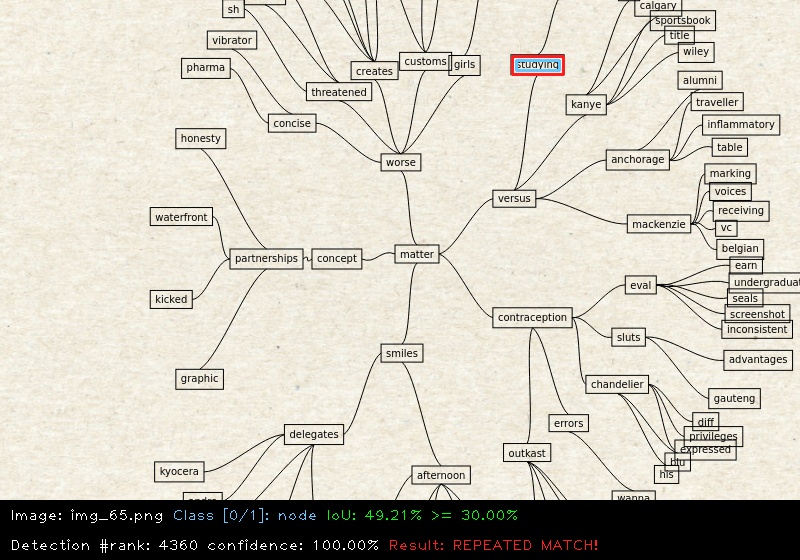 calgary
sh
sportsbook
title
vibrator
wiley
customs
girls
studying
pharma
creates
alumni
threatened
kanye
traveller
concise
inflammatory
honesty
table
worse
anchorage
marking
voices
versus
receiving
waterfront
mackenzie
vc
belgian
partnerships
concept
matter
earn
eval
undergraduat
seals
kicked
screenshot
contraception
inconsistent
sluts
smiles
advantages
graphic
chandelier
gauteng
errors
diff
delegates
privileges
expressed
outkast
blu
kyocera
afternoon
his
wanna
Image: img_65.png Class [0/1]: node IoU: 49.21% >= 30.00%
Detection #rank: 4360 confidence: 100.00% Result: REPEATED MATCH!